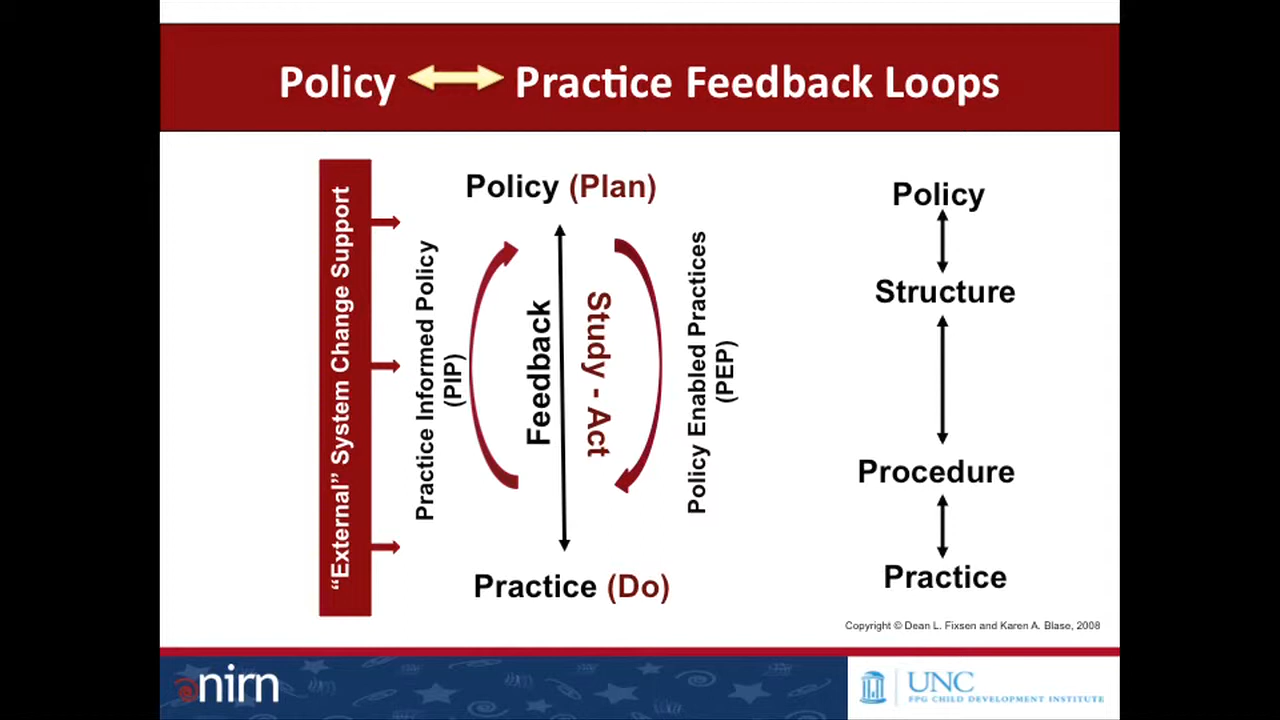 Policy Practice Feedback Loops
“External” System Change Support
Practice Informed Policy
(PIP)
Policy (Plan)
Feedback
Study - Act
Practice (Do)
Policy Enabled Practices
(PEP)
Policy
Structure
Procedure
Practice
Copyright © Dean L. Fixsen and Karen A. Blase, 2008
nirn
UNC
FPG CHILD DEVELOPMENT INSTITUTE